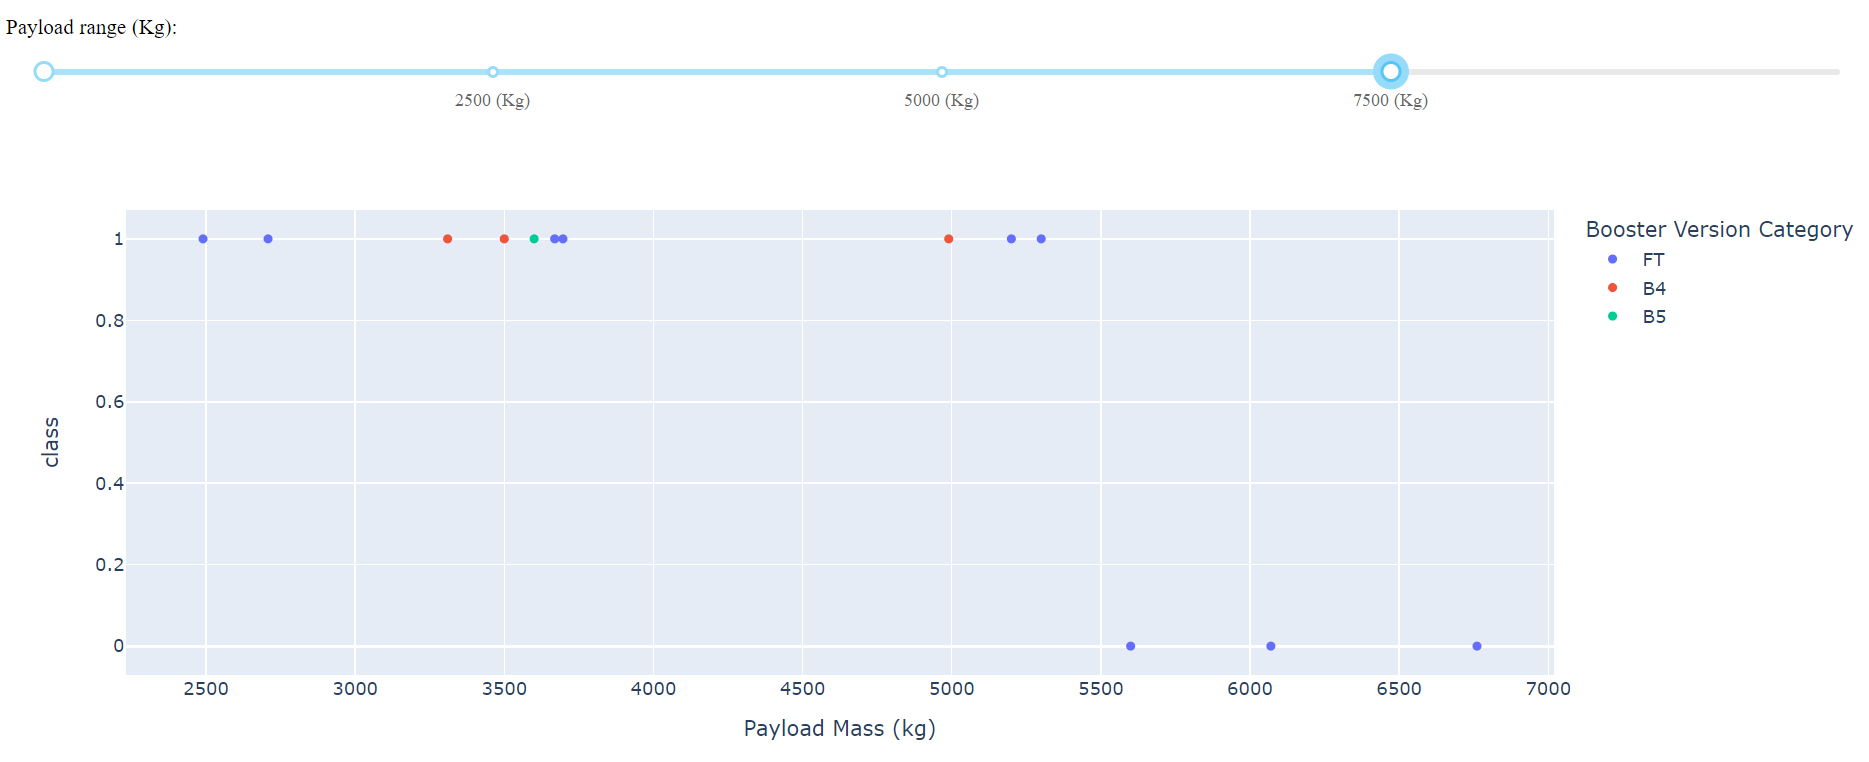 Payload range (Kg):
2500 (Kg) 5000 (Kg) 7500 (Kg)
Booster Version Category
FT
B4
B5
1
0.8
0.6
0.4
0.2
0
class
2500 3000 3500 4000 4500 5000 5500 6000 6500 7000
Payload Mass (kg)